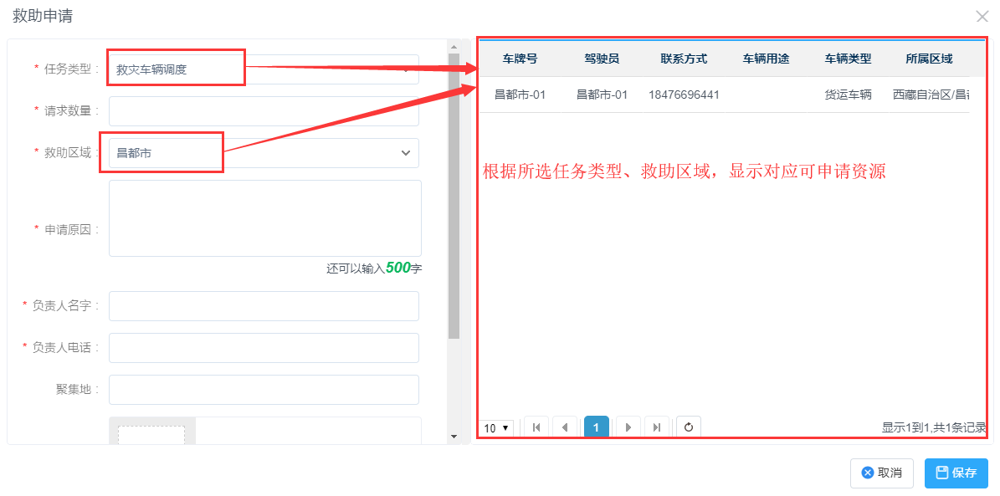 救助申请
* 任务类型：
救灾车辆调度
* 请求数量：
* 救助区域：
昌都市
* 申请原因：
还可以输入500字
* 负责人名字：
* 负责人电话：
聚集地：
车牌号 驾驶员 联系方式 车辆用途 车辆类型 所属区域
昌都市-01 昌都市-01 18476696441 货运车辆 西藏自治区/昌
根据所选任务类型、救助区域，显示对应可申请资源
10 1 显示1到1,共1条记录
取消 保存